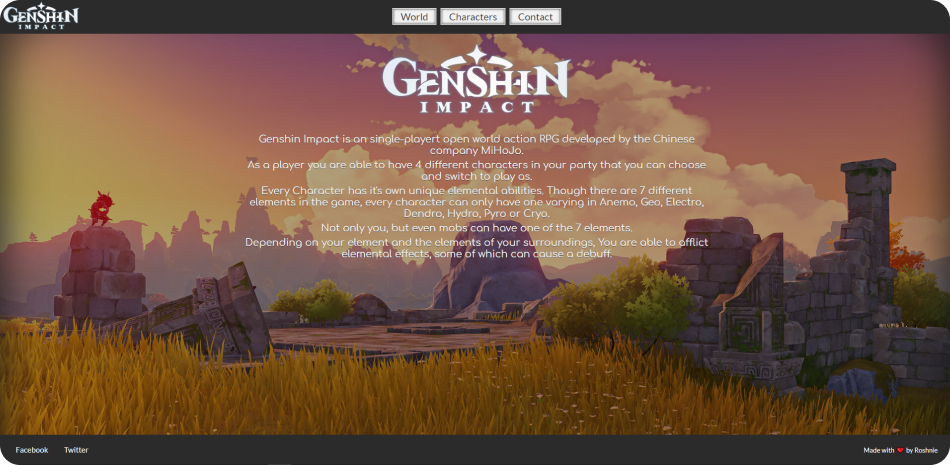 GENSHIN
IMPACT
World
Characters
Contact
GENSHIN
IMPACT
Genshin Impact is an single-playert open world action RPG developed by the Chinese
company MiHoJo.
As a player you are able to have 4 different characters in your party that you can choose
and switch to play as.
Every Character has it's own unique elemental abilities. Though there are 7 different
elements in the game, every character can only have one varying in Anemo, Geo, Electro,
Dendro, Hydro, Pyro or Cryo.
Not only you, but even mobs can have one of the 7 elements.
Depending on your element and the elements of your surroundings, You are able to afflict
elemental effects, some of which can cause a debuff.
Facebook
Twitter
Made with ❤ by Roshnie